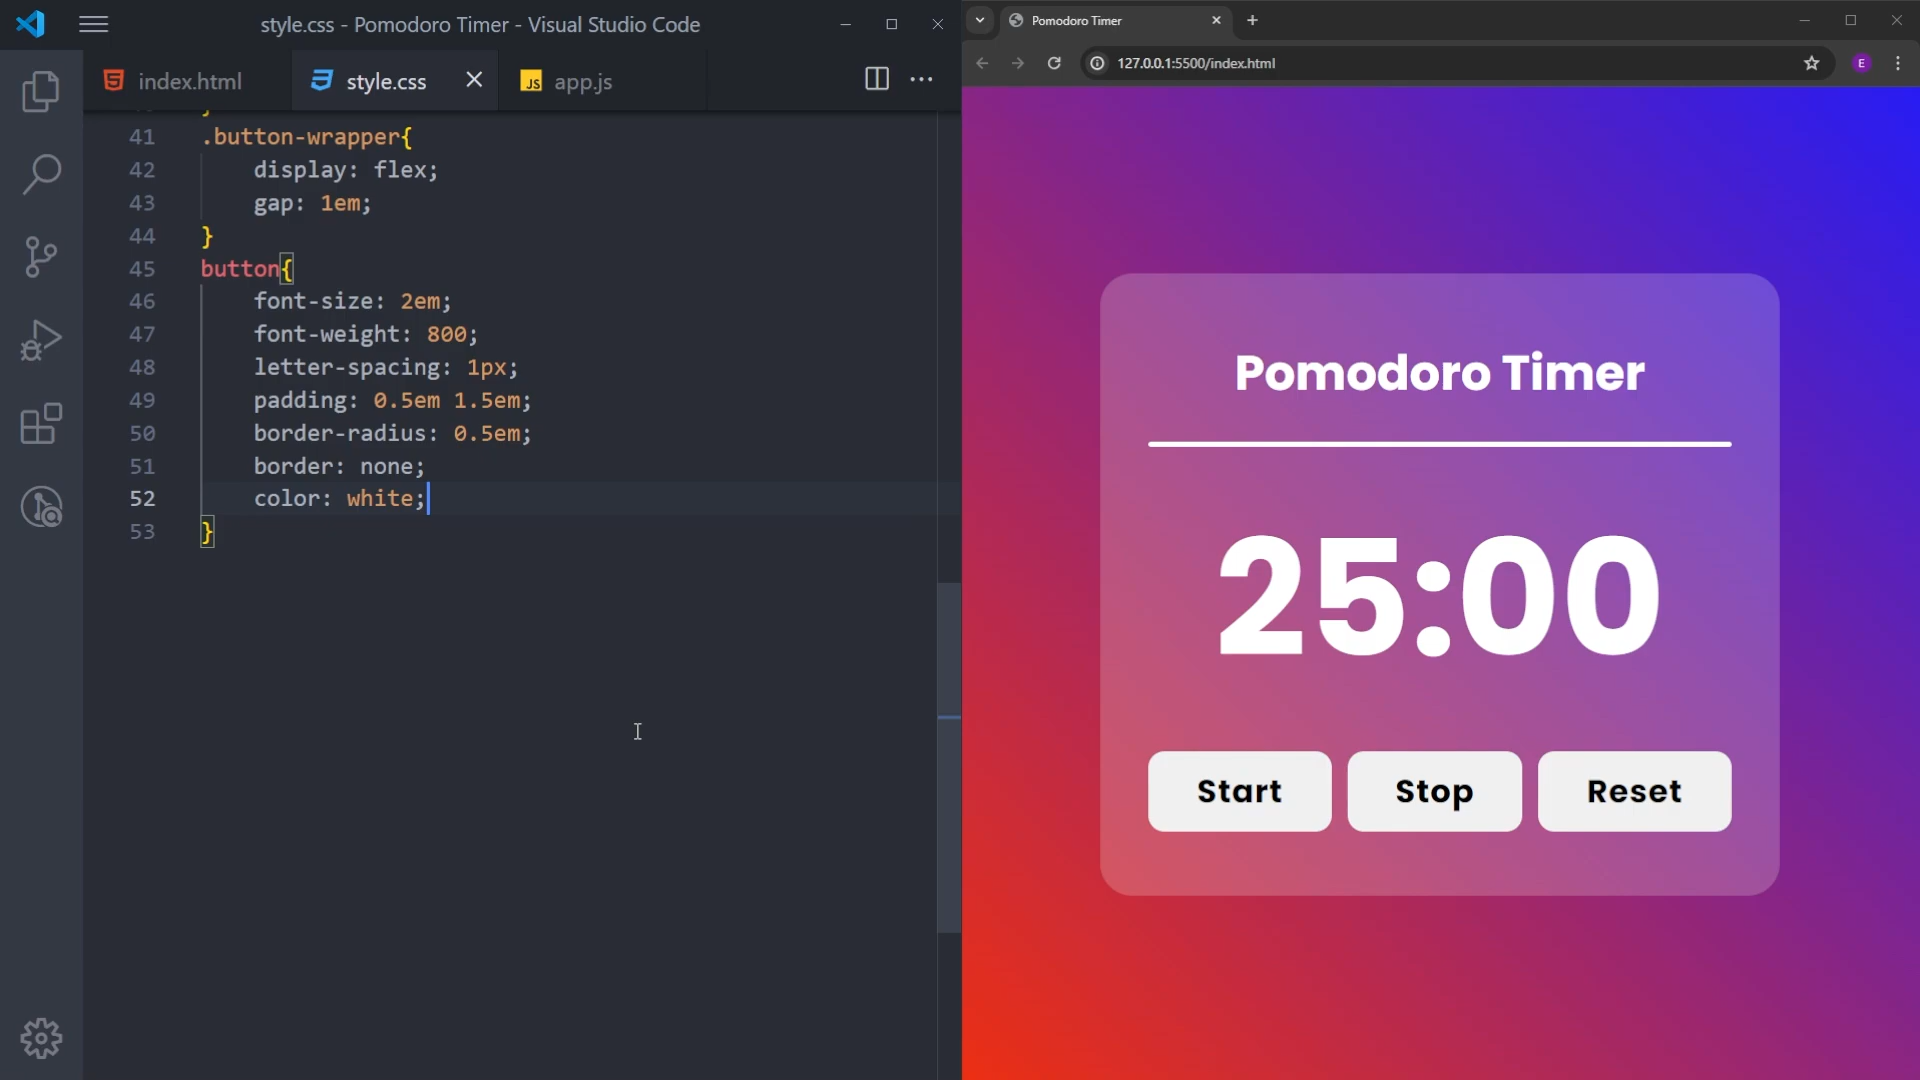 style.css - Pomodoro Timer - Visual Studio Code
index.html
style.css
JS app.js
41 .button-wrapper{
42 display: flex;
43 gap: 1em;
44 }
45 button{
46 font-size: 2em;
47 font-weight: 800;
48 letter-spacing: 1px;
49 padding: 0.5em 1.5em;
50 border-radius: 0.5em;
51 border: none;
52 color: white;
53 }
Pomodoro Timer
127.0.0.1:5500/index.html
E
Pomodoro Timer
25:00
Start Stop Reset